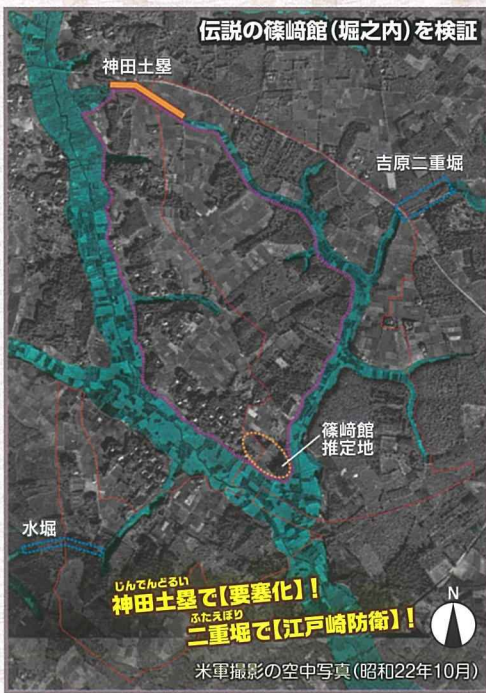 伝説の篠﨑館(堀之内)を検証
神田土塁
吉原二重堀
篠﨑館
推定地
水堀
じんでんどるい
神田土塁で【要塞化】!
ふたえぼり
二重堀で【江戸崎防衛】!
N
米軍撮影の空中写真(昭和22年10月)